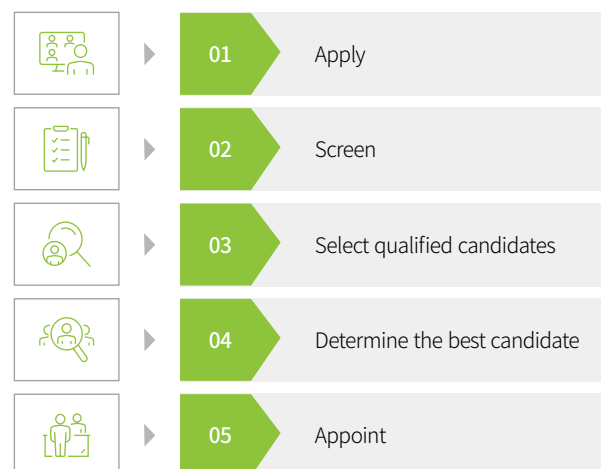 01 Apply
02 Screen
03 Select qualified candidates
04 Determine the best candidate
05 Appoint